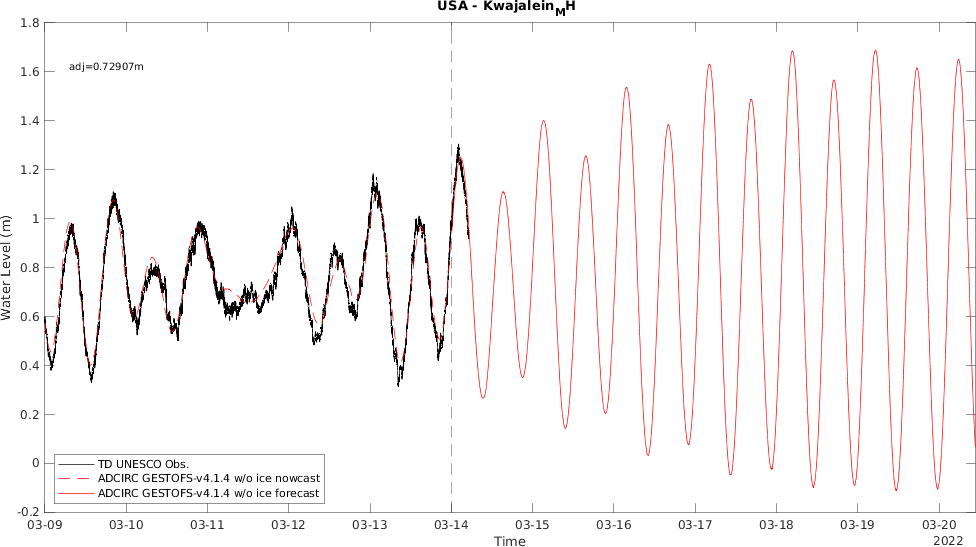 USA - Kwajalein_MH
adj=0.72907m
Water Level (m)
1.8
1.6
1.4
1.2
1
0.8
0.6
0.4
0.2
0
-0.2
TD UNESCO Obs.
ADCIRC GESTOFS-v4.1.4 w/o ice nowcast
ADCIRC GESTOFS-v4.1.4 w/o ice forecast
03-09 03-10 03-11 03-12 03-13 03-14 03-15 03-16 03-17 03-18 03-19 03-20
Time
2022